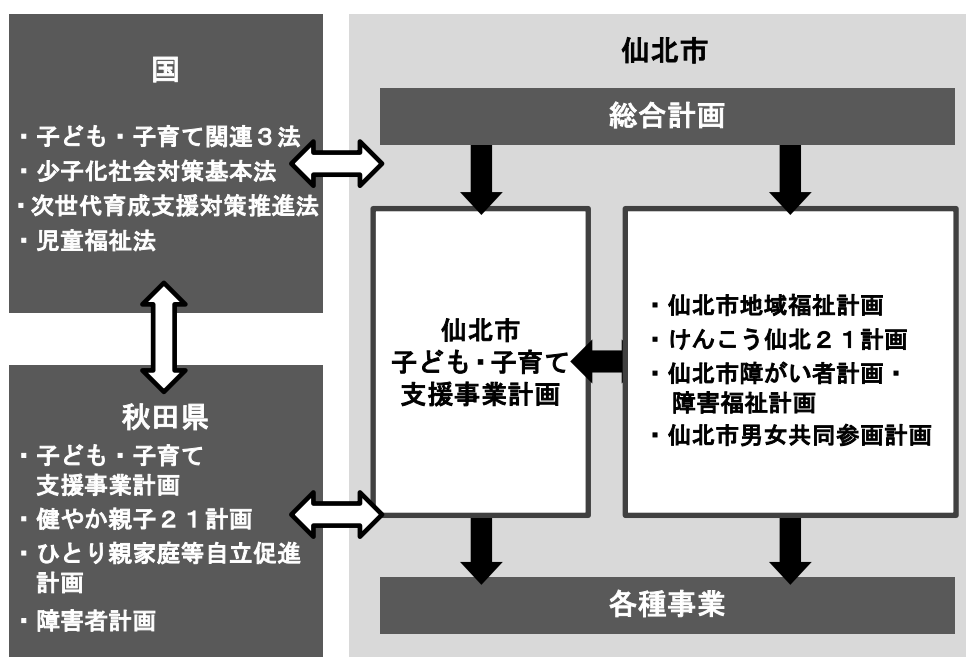 国
・子ども・子育て関連３法
・少子化社会対策基本法
・次世代育成支援対策推進法
・児童福祉法
秋田県
・子ども・子育て
支援事業計画
・健やか親子２１計画
・ひとり親家庭等自立促進
計画
・障害者計画
仙北市
総合計画
仙北市
子ども・子育て
支援事業計画
・仙北市地域福祉計画
・けんこう仙北２１計画
・仙北市障がい者計画・
障害福祉計画
・仙北市男女共同参画計画
各種事業